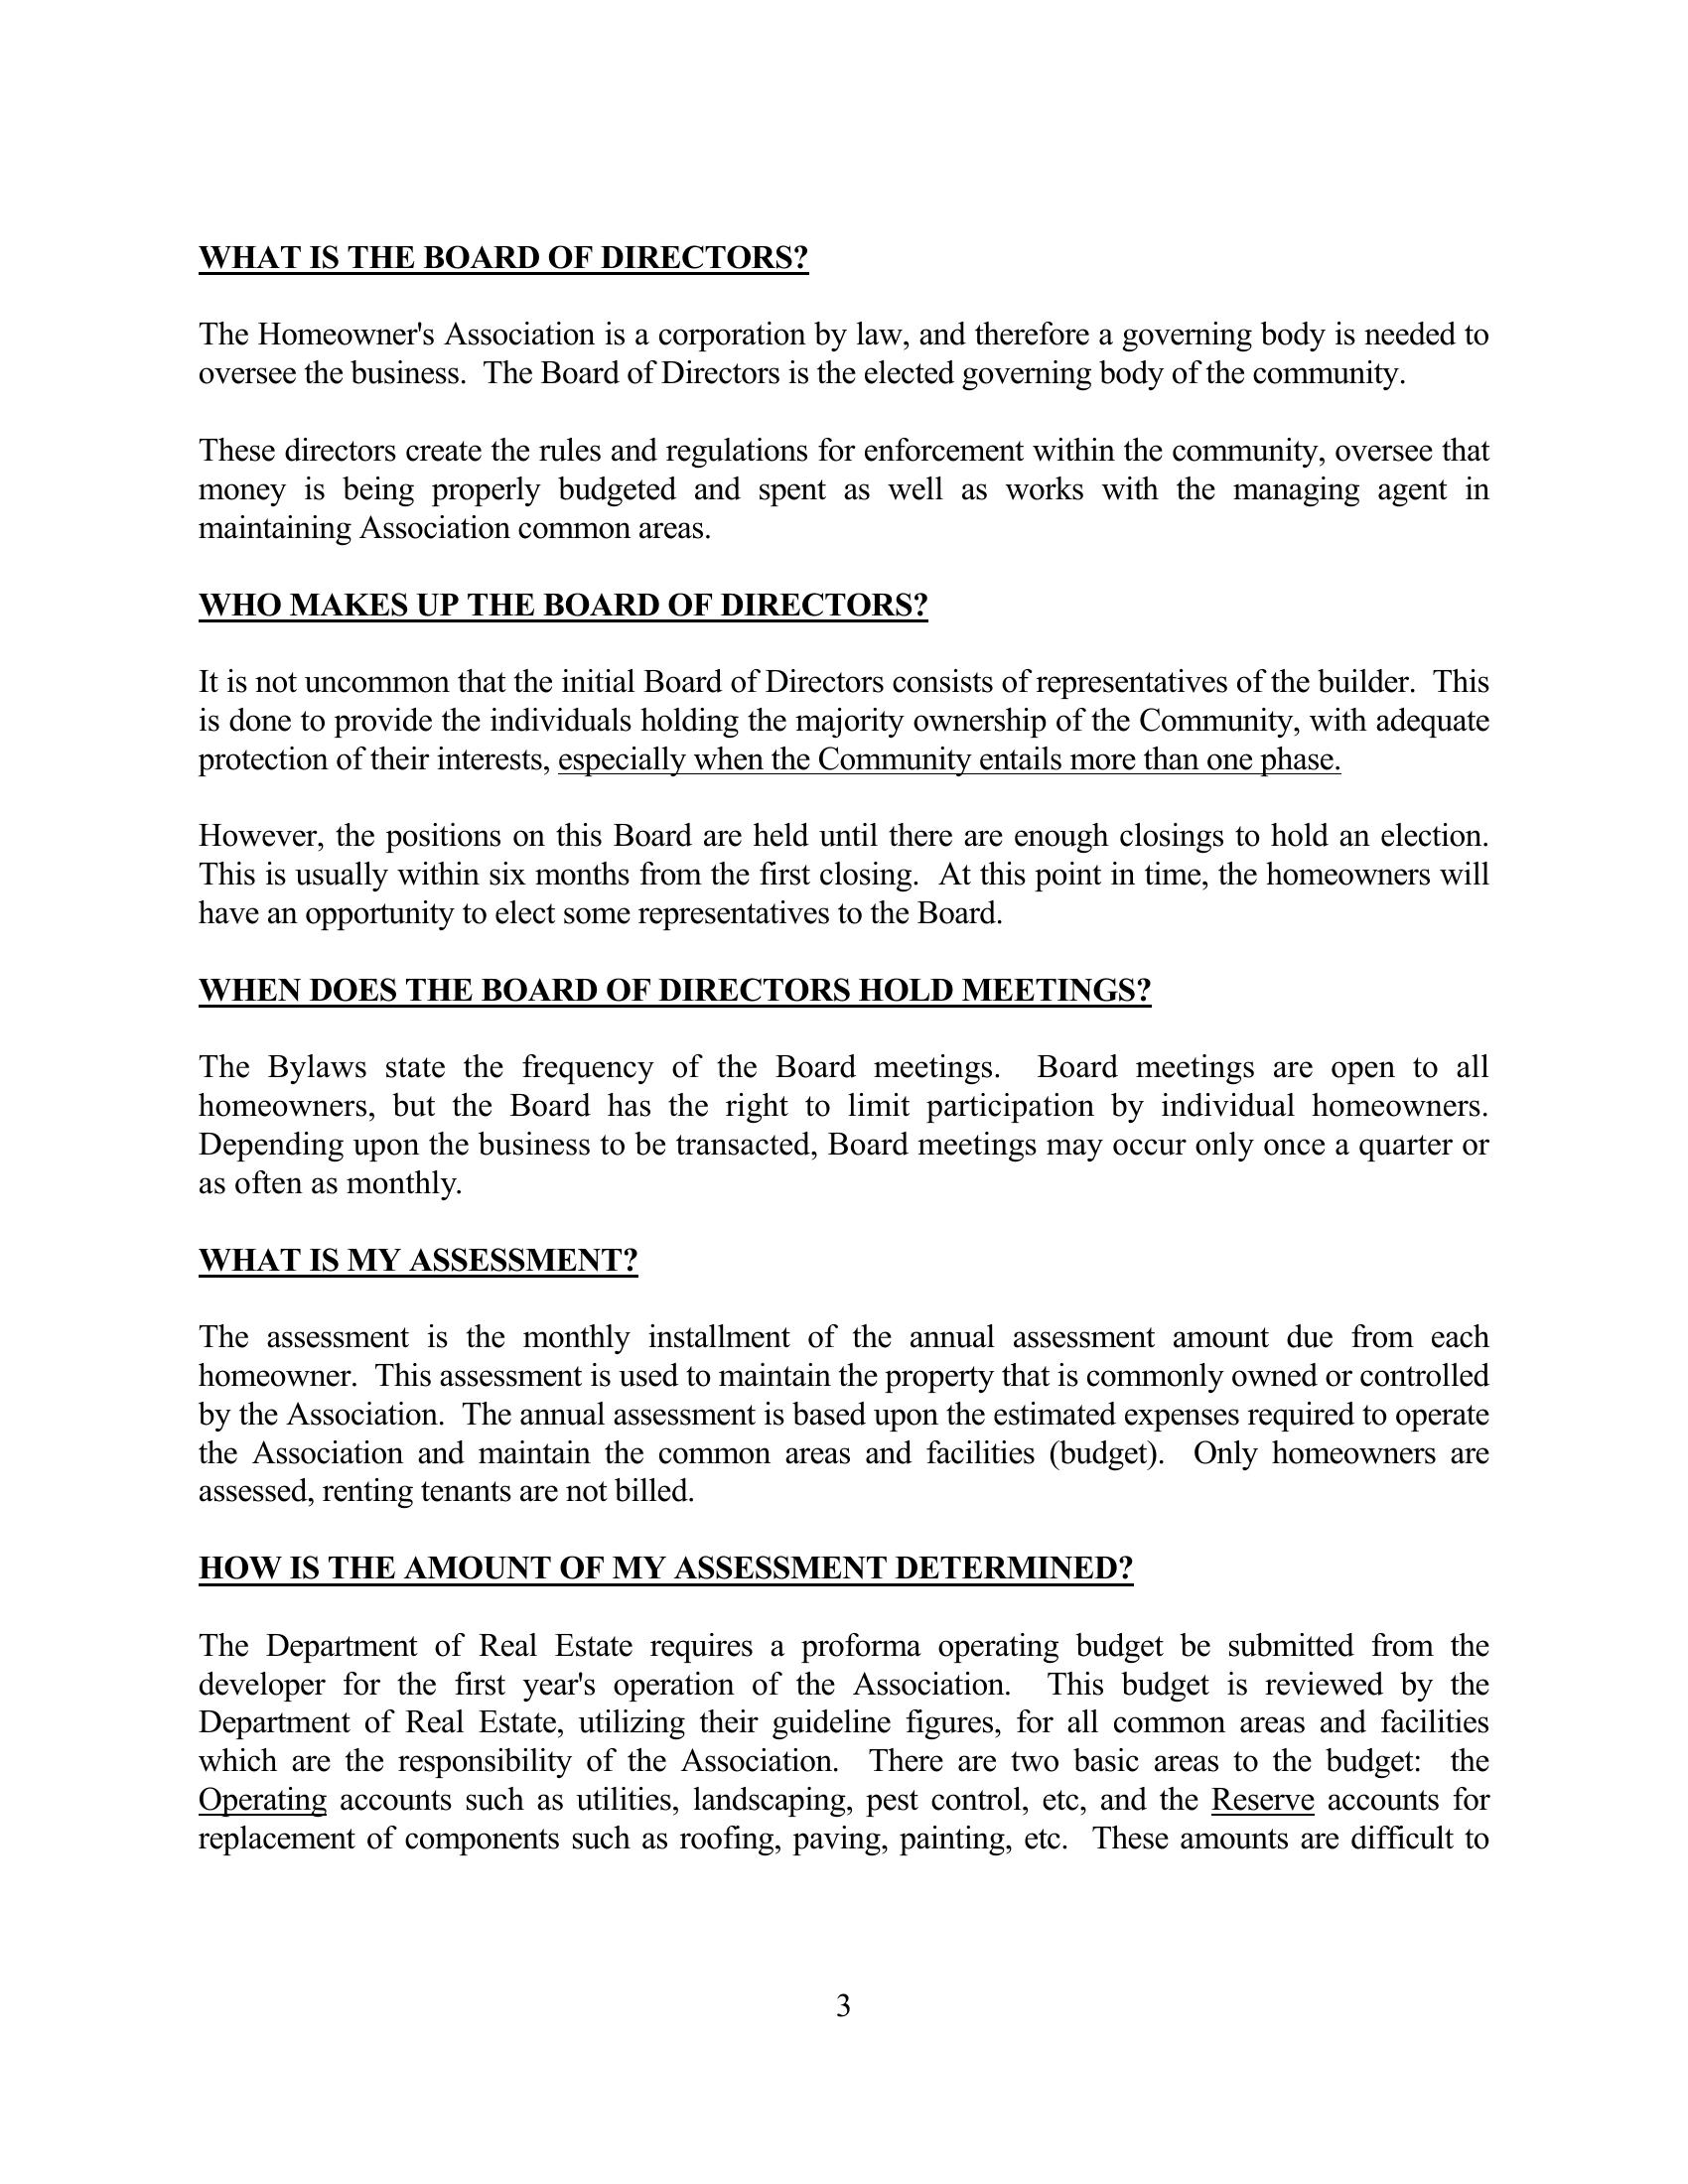 WHAT IS THE BOARD OF DIRECTORS?
The Homeowner's Association is a corporation by law, and therefore a governing body is needed to
oversee the business.  The Board of Directors is the elected governing body of the community.
These directors create the rules and regulations for enforcement within the community, oversee that
money is being properly budgeted and spent as well as works with the managing agent in
maintaining Association common areas.
WHO MAKES UP THE BOARD OF DIRECTORS?
It is not uncommon that the initial Board of Directors consists of representatives of the builder.  This
is done to provide the individuals holding the majority ownership of the Community, with adequate
protection of their interests, especially when the Community entails more than one phase.
However, the positions on this Board are held until there are enough closings to hold an election.
This is usually within six months from the first closing.  At this point in time, the homeowners will
have an opportunity to elect some representatives to the Board.
WHEN DOES THE BOARD OF DIRECTORS HOLD MEETINGS?
The Bylaws state the frequency of the Board meetings.  Board meetings are open to all
homeowners, but the Board has the right to limit participation by individual homeowners.
Depending upon the business to be transacted, Board meetings may occur only once a quarter or
as often as monthly.
WHAT IS MY ASSESSMENT?
The assessment is the monthly installment of the annual assessment amount due from each
homeowner.  This assessment is used to maintain the property that is commonly owned or controlled
by the Association.  The annual assessment is based upon the estimated expenses required to operate
the Association and maintain the common areas and facilities (budget).  Only homeowners are
assessed, renting tenants are not billed.
HOW IS THE AMOUNT OF MY ASSESSMENT DETERMINED?
The Department of Real Estate requires a proforma operating budget be submitted from the
developer for the first year's operation of the Association.  This budget is reviewed by the
Department of Real Estate, utilizing their guideline figures, for all common areas and facilities
which are the responsibility of the Association.  There are two basic areas to the budget:  the
Operating accounts such as utilities, landscaping, pest control, etc, and the Reserve accounts for
replacement of components such as roofing, paving, painting, etc.  These amounts are difficult to
3